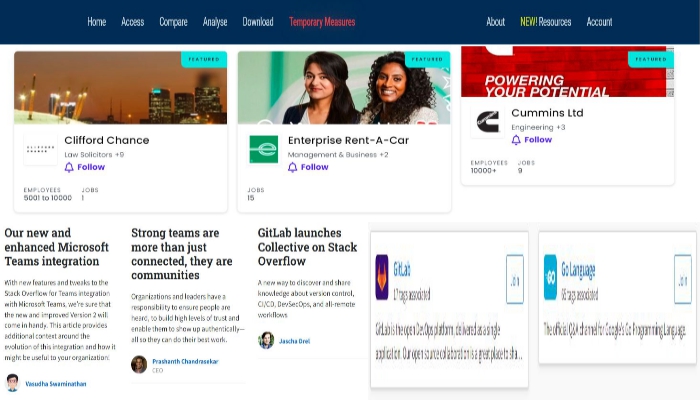 Home Access Compare Analyse Download Temporary Measures About NEW! Resources Account
FEATURED
Clifford Chance
Law Solicitors +9
Follow
EMPLOYEES JOBS
5001 to 10000 1
FEATURED
Enterprise Rent-A-Car
Management & Business +2
Follow
JOBS
15
FEATURED
POWERING
YOUR POTENTIAL
Cummins Ltd
Engineering +3
Follow
EMPLOYEES JOBS
10000+ 9
Our new and
enhanced Microsoft
Teams integration
With new features and tweaks to the
Stack Overflow for Teams integration
with Microsoft Teams, we're sure that
the new and improved Version 2 will
come in handy. This article provides
additional context around the
evolution of this integration and how it
might be useful to your organization!
Vasudha Swaminathan
Strong teams are
more than just
connected, they are
communities
Organizations and leaders have a
responsibility to ensure people are
heard, to build high levels of trust and
enable them to show up authentically—
all so they can do their best work.
Prashanth Chandrasekar
CEO
GitLab launches
Collective on Stack
Overflow
A new way to discover and share
knowledge about version control,
CI/CD, DevSecOps, and all-remote
workflows
Jascha Drel
GitLab
17 tags associated
Join
GitLab is the open DevOps platform, delivered as a single
application. Our open source collaboration is a great place to sha...
Go Language
65 tags associated
Join
The official Q&A channel for Google's Go Programming Language.